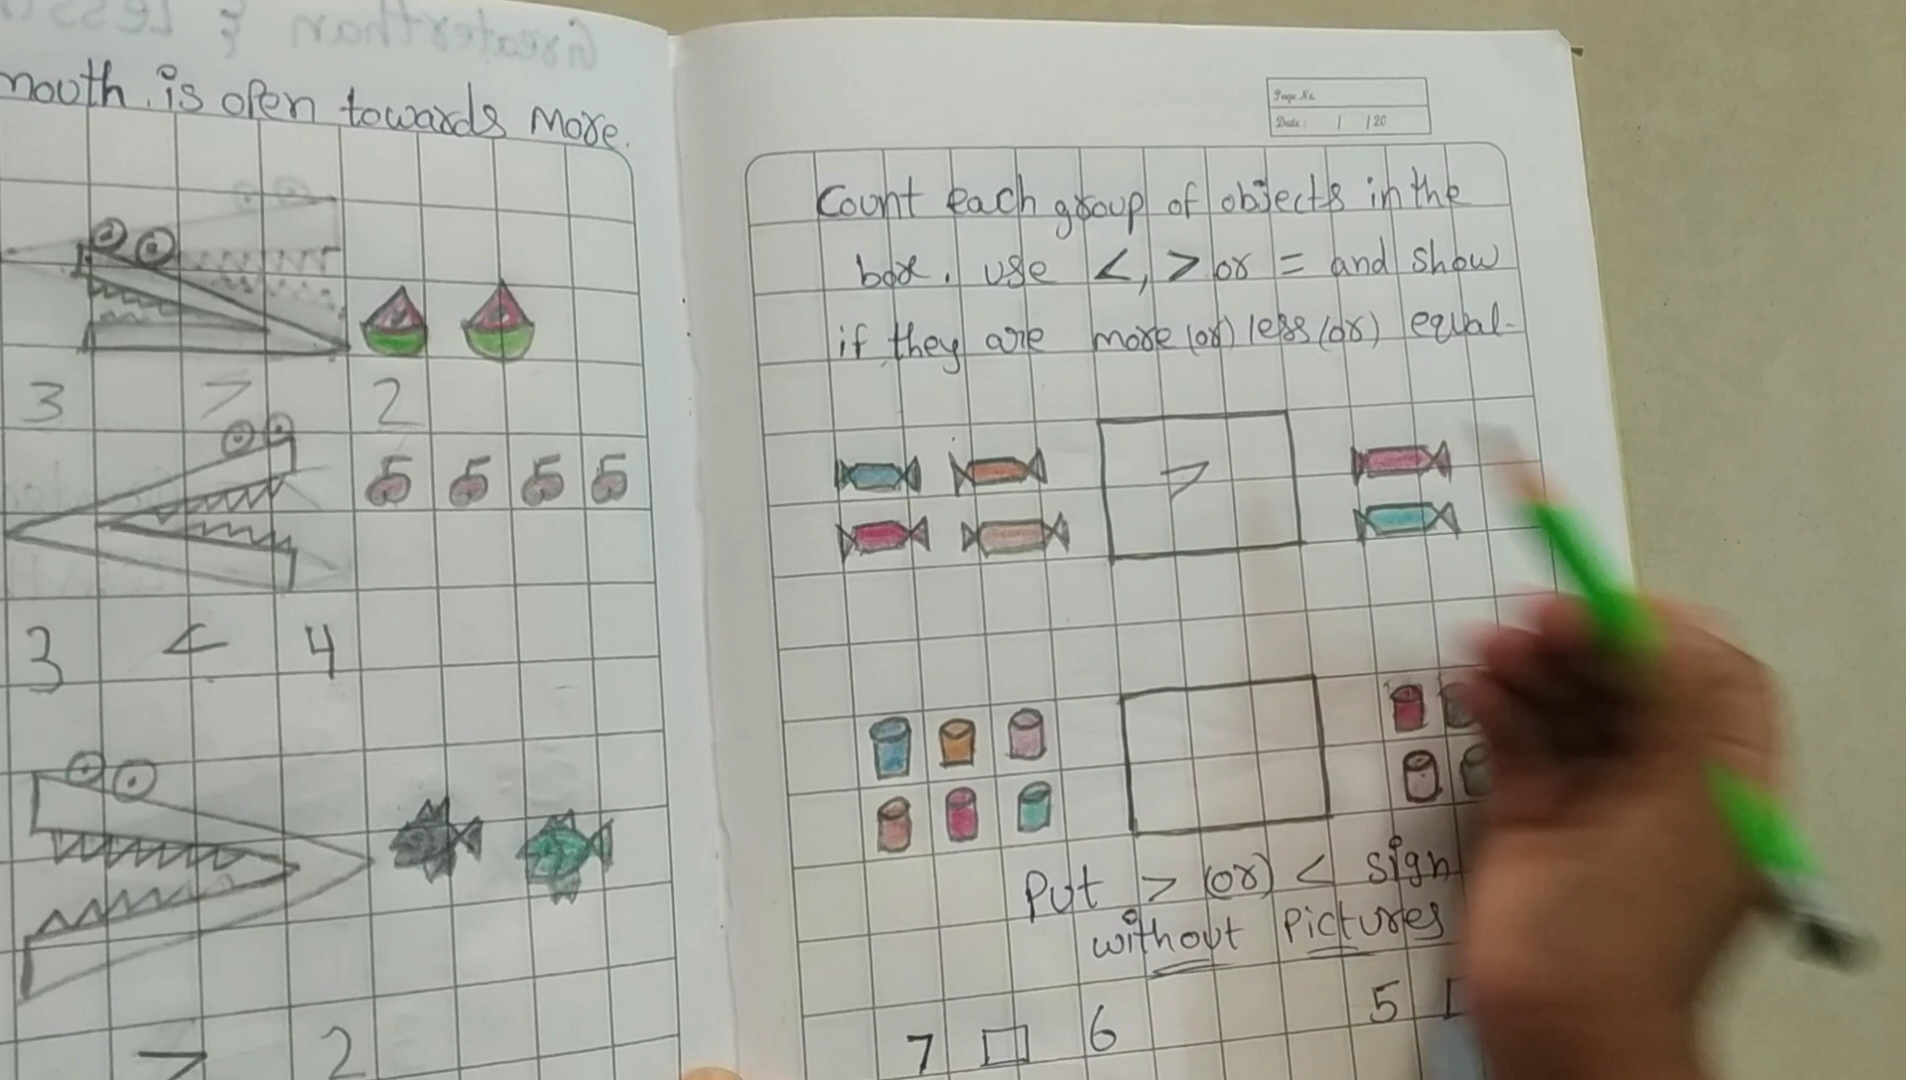 mouth is open towards more.
3 > 2
3 < 4
> 2
Page No.
Date: / /20
Count each group of objects in the
box. use <, > or = and show
if they are more (or) less (or) equal-
>
Put > (or) < sign
without Pictures
7 □ 6
5